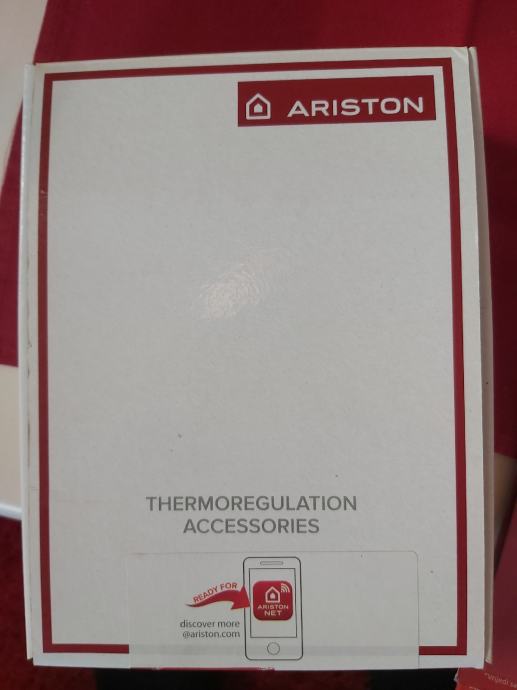 ARISTON
THERMOREGULATION
ACCESSORIES
READY FOR
ARISTON
NET
discover more
@ariston.com